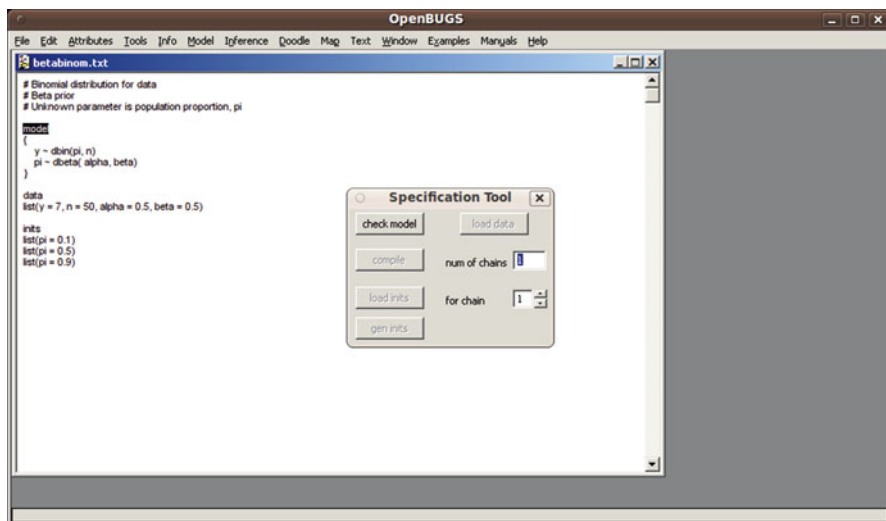 OpenBUGS
File Edit Attributes Tools Info Model Inference Doodle Map Text Window Examples Manuals Help
betabinom.txt
# Binomial distribution for data
# Beta prior
# Unknown parameter is population proportion, pi
model
{
y ~ dbin(pi, n)
pi ~ dbeta( alpha, beta)
}
data
list(y = 7, n = 50, alpha = 0.5, beta = 0.5)
inits
list(pi = 0.1)
list(pi = 0.5)
list(pi = 0.9)
Specification Tool
check model load data
compile num of chains 1
load inits for chain 1
gen inits